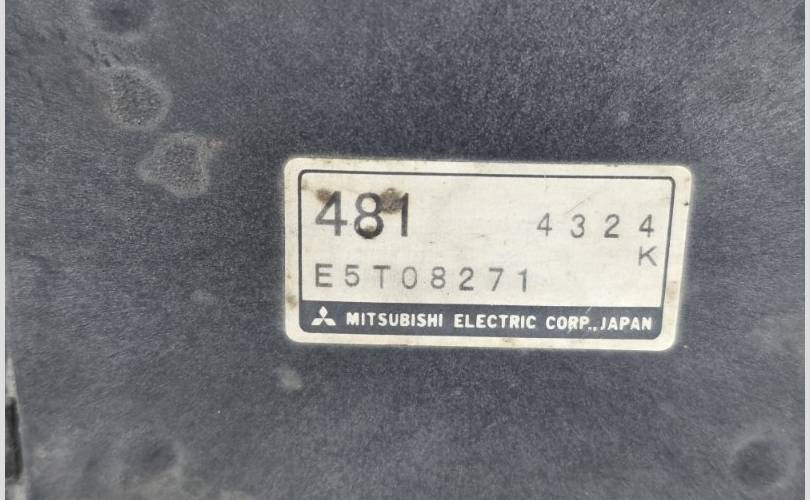 481 4324
K
E5T08271
MITSUBISHI ELECTRIC CORP., JAPAN